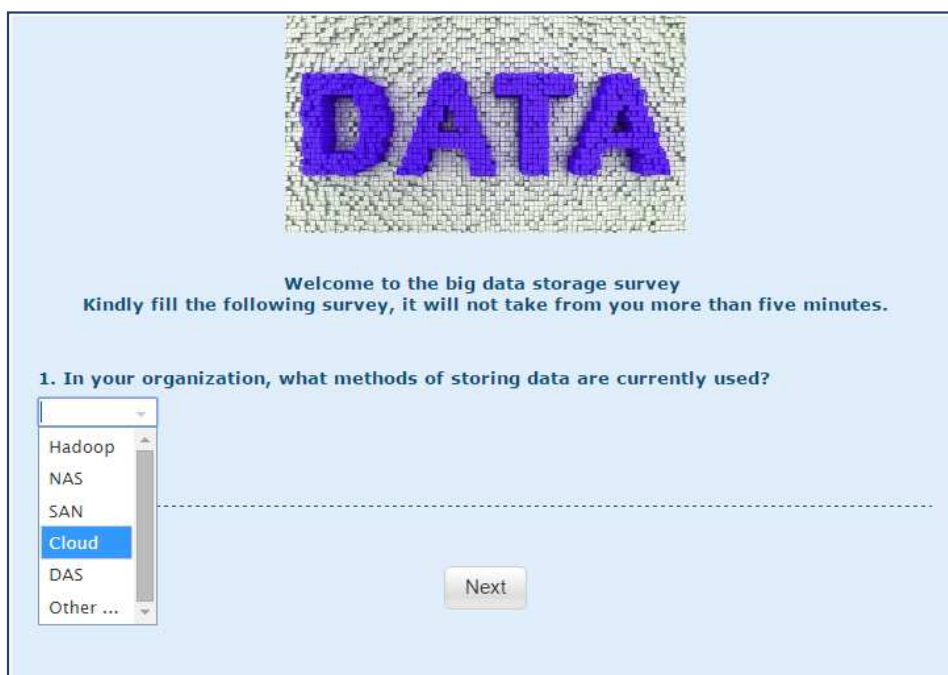 DATA
Welcome to the big data storage survey
Kindly fill the following survey, it will not take from you more than five minutes.
1. In your organization, what methods of storing data are currently used?
Hadoop
NAS
SAN
Cloud
DAS
Other ...
Next